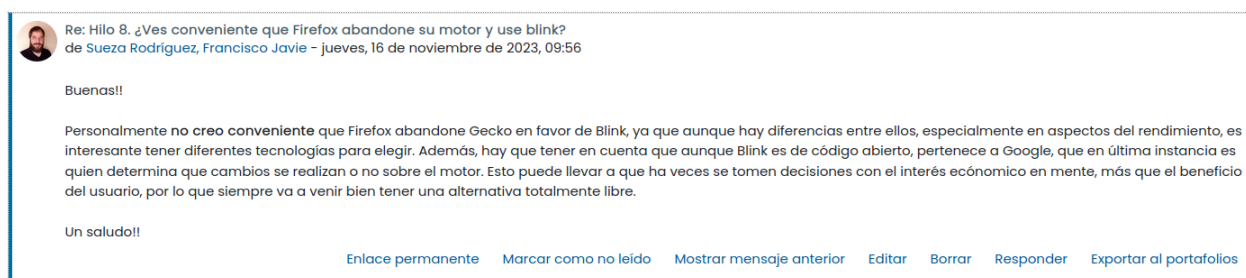 Re: Hilo 8. ¿Ves conveniente que Firefox abandone su motor y use blink?
de Sueza Rodríguez, Francisco Javie - jueves, 16 de noviembre de 2023, 09:56
Buenas!!
Personalmente no creo conveniente que Firefox abandone Gecko en favor de Blink, ya que aunque hay diferencias entre ellos, especialmente en aspectos del rendimiento, es
interesante tener diferentes tecnologías para elegir. Además, hay que tener en cuenta que aunque Blink es de código abierto, pertenece a Google, que en última instancia es
quien determina que cambios se realizan o no sobre el motor. Esto puede llevar a que ha veces se tomen decisiones con el interés ecónomico en mente, más que el beneficio
del usuario, por lo que siempre va a venir bien tener una alternativa totalmente libre.
Un saludo!!
Enlace permanente Marcar como no leído Mostrar mensaje anterior Editar Borrar Responder Exportar al portafolios